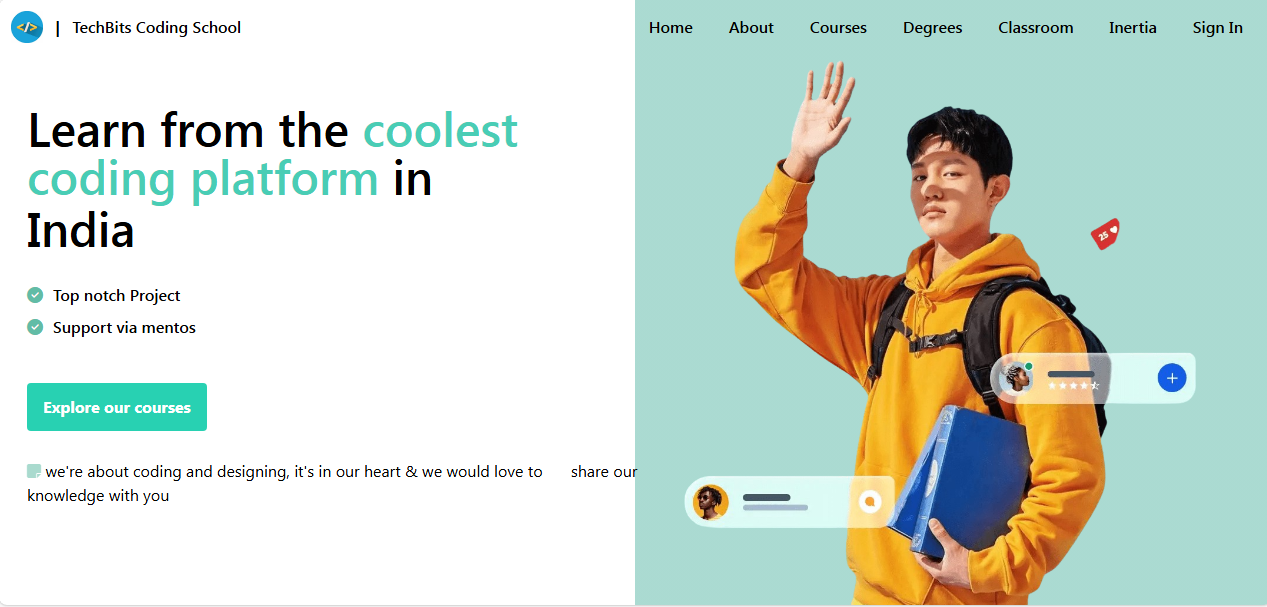 | TechBits Coding School
Home About Courses Degrees Classroom Inertia Sign In
Learn from the coolest
coding platform in
India
Top notch Project
Support via mentos
Explore our courses
we're about coding and designing, it's in our heart & we would love to share our
knowledge with you
25